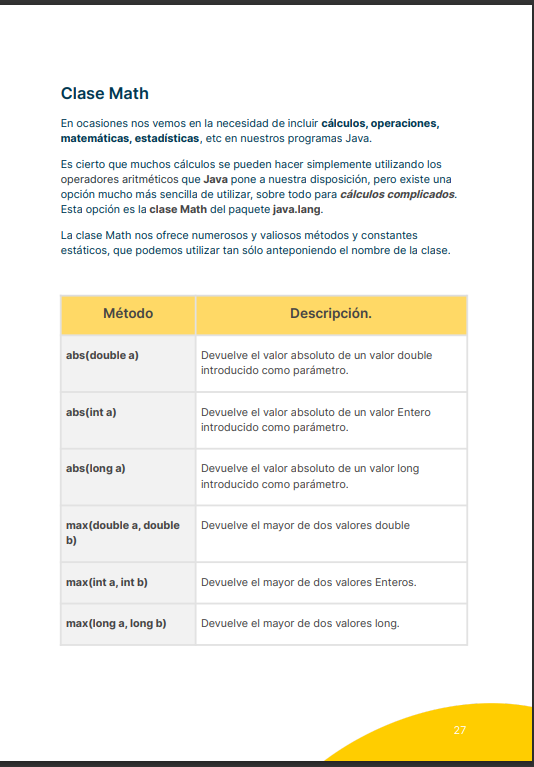 Clase Math
En ocasiones nos vemos en la necesidad de incluir cálculos, operaciones,
matemáticas, estadísticas, etc en nuestros programas Java.
Es cierto que muchos cálculos se pueden hacer simplemente utilizando los
operadores aritméticos que Java pone a nuestra disposición, pero existe una
opción mucho más sencilla de utilizar, sobre todo para cálculos complicados.
Esta opción es la clase Math del paquete java.lang.
La clase Math nos ofrece numerosos y valiosos métodos y constantes
estáticos, que podemos utilizar tan sólo anteponiendo el nombre de la clase.
Método Descripción.
abs(double a) Devuelve el valor absoluto de un valor double
introducido como parámetro.
abs(int a) Devuelve el valor absoluto de un valor Entero
introducido como parámetro.
abs(long a) Devuelve el valor absoluto de un valor long
introducido como parámetro.
max(double a, double
b)
Devuelve el mayor de dos valores double
max(int a, int b) Devuelve el mayor de dos valores Enteros.
max(long a, long b) Devuelve el mayor de dos valores long.
27